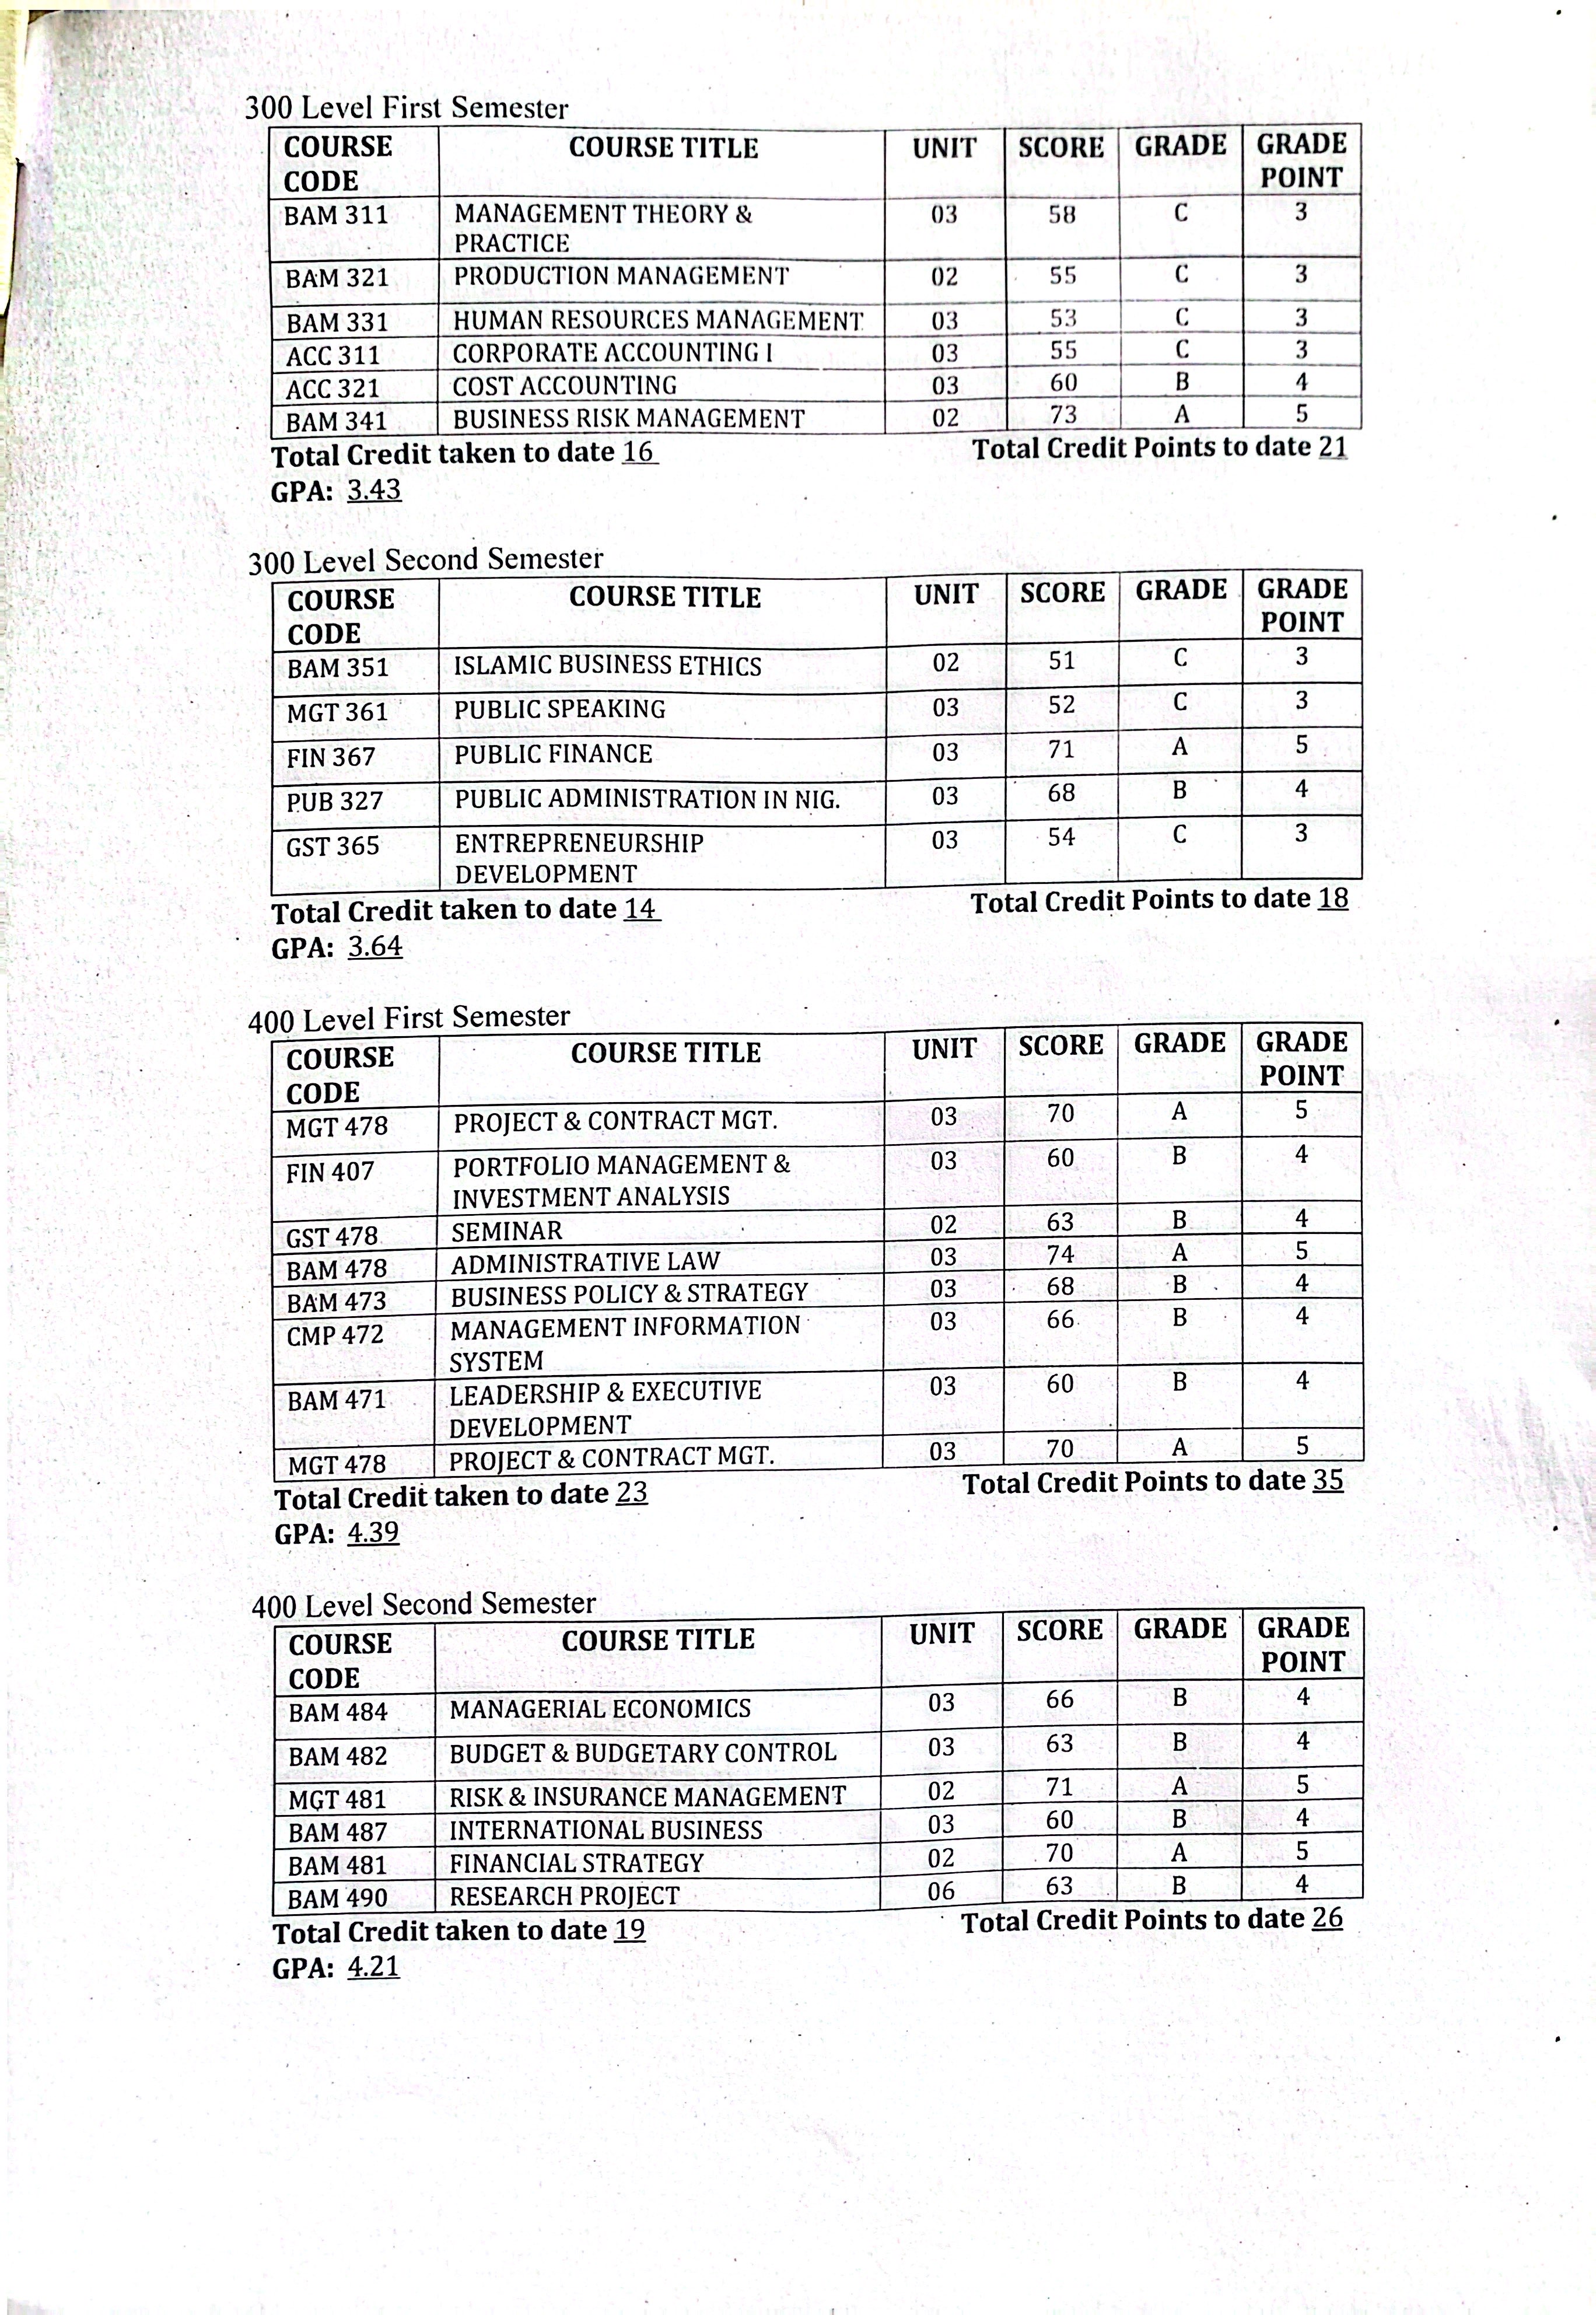 300 Level First Semester
COURSE CODE COURSE TITLE UNIT SCORE GRADE GRADE POINT
BAM 311 MANAGEMENT THEORY & PRACTICE 03 58 C 3
BAM 321 PRODUCTION MANAGEMENT 02 55 C 3
BAM 331 HUMAN RESOURCES MANAGEMENT 03 53 C 3
ACC 311 CORPORATE ACCOUNTING I 03 55 C 3
ACC 321 COST ACCOUNTING 03 60 B 4
BAM 341 BUSINESS RISK MANAGEMENT 02 73 A 5
Total Credit taken to date 16 Total Credit Points to date 21
GPA: 3.43
300 Level Second Semester
COURSE CODE COURSE TITLE UNIT SCORE GRADE GRADE POINT
BAM 351 ISLAMIC BUSINESS ETHICS 02 51 C 3
MGT 361 PUBLIC SPEAKING 03 52 C 3
FIN 367 PUBLIC FINANCE 03 71 A 5
PUB 327 PUBLIC ADMINISTRATION IN NIG. 03 68 B 4
GST 365 ENTREPRENEURSHIP DEVELOPMENT 03 54 C 3
Total Credit taken to date 14 Total Credit Points to date 18
GPA: 3.64
400 Level First Semester
COURSE CODE COURSE TITLE UNIT SCORE GRADE GRADE POINT
MGT 478 PROJECT & CONTRACT MGT. 03 70 A 5
FIN 407 PORTFOLIO MANAGEMENT & INVESTMENT ANALYSIS 03 60 B 4
GST 478 SEMINAR 02 63 B 4
BAM 478 ADMINISTRATIVE LAW 03 74 A 5
BAM 473 BUSINESS POLICY & STRATEGY 03 68 B 4
CMP 472 MANAGEMENT INFORMATION SYSTEM 03 66 B 4
BAM 471 LEADERSHIP & EXECUTIVE DEVELOPMENT 03 60 B 4
MGT 478 PROJECT & CONTRACT MGT. 03 70 A 5
Total Credit taken to date 23 Total Credit Points to date 35
GPA: 4.39
400 Level Second Semester
COURSE CODE COURSE TITLE UNIT SCORE GRADE GRADE POINT
BAM 484 MANAGERIAL ECONOMICS 03 66 B 4
BAM 482 BUDGET & BUDGETARY CONTROL 03 63 B 4
MGT 481 RISK & INSURANCE MANAGEMENT 02 71 A 5
BAM 487 INTERNATIONAL BUSINESS 03 60 B 4
BAM 481 FINANCIAL STRATEGY 02 70 A 5
BAM 490 RESEARCH PROJECT 06 63 B 4
Total Credit taken to date 19 Total Credit Points to date 26
GPA: 4.21